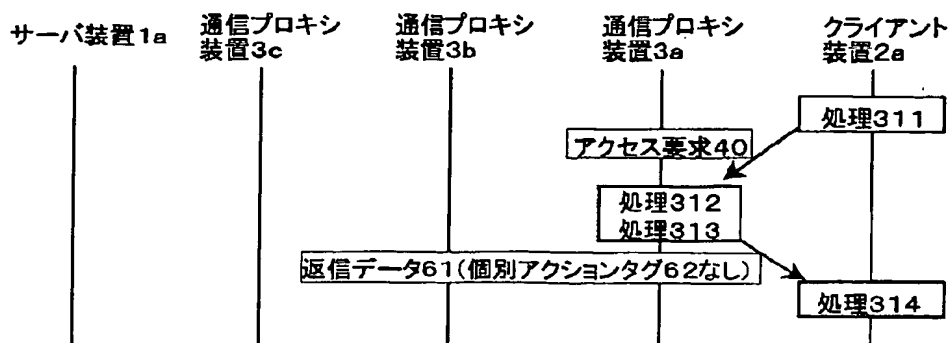 サーバ装置1a
通信プロキシ
装置3c
通信プロキシ
装置3b
通信プロキシ
装置3a
クライアント
装置2a
処理311
アクセス要求40
処理312
処理313
返信データ61(個別アクションタグ62なし)
処理314